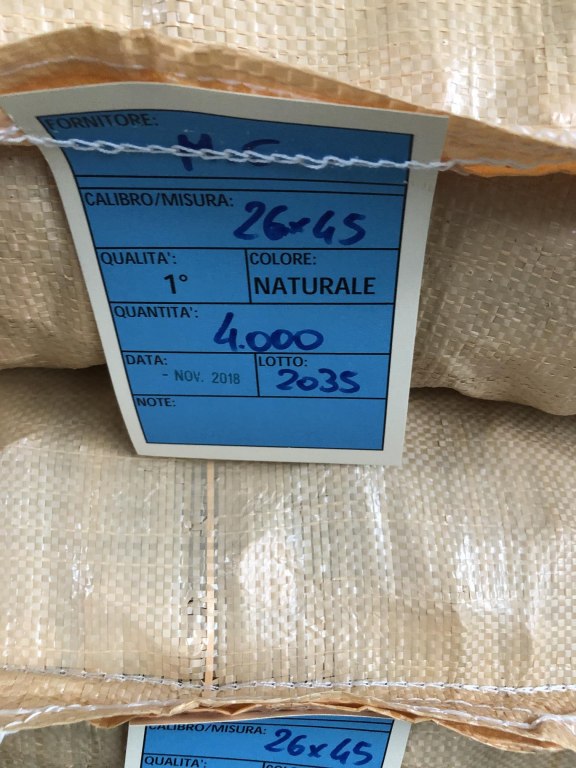 FORNITORE:
CALIBRO/MISURA: 26x45
QUALITA': 1° COLORE: NATURALE
QUANTITA': 4.000
DATA: - NOV. 2018 LOTTO: 2035
NOTE:
CALIBRO/MISURA: 26x45
QUALITA':